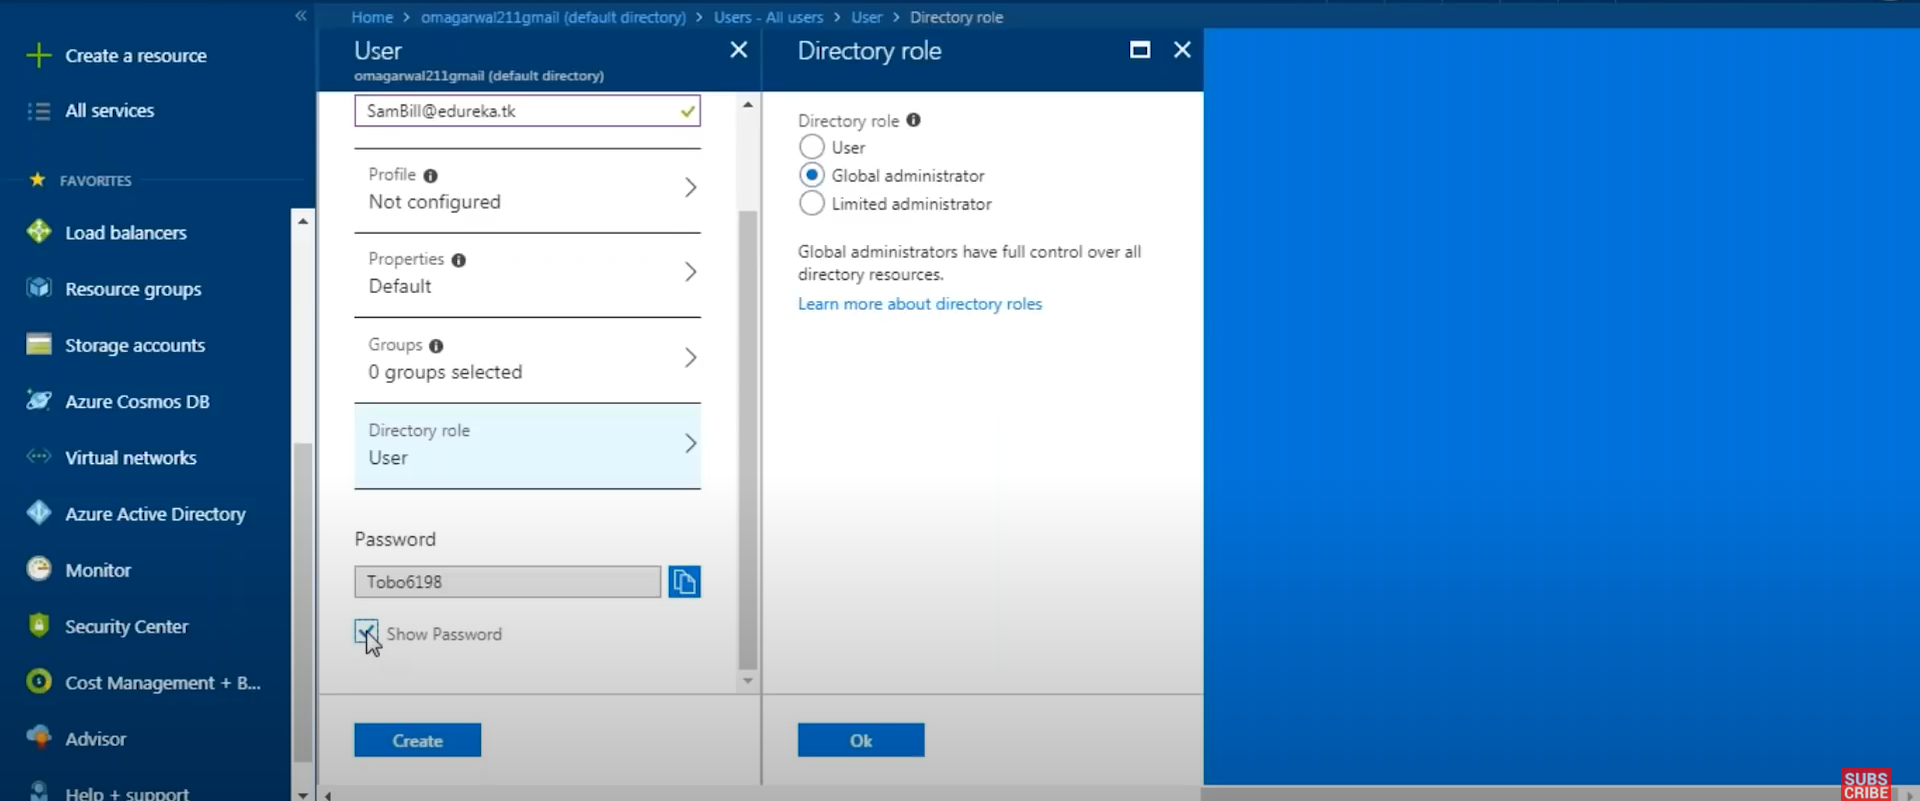 Home > omagarwal211gmail (default directory) > Users - All users > User > Directory role
Create a resource
All services
FAVORITES
Load balancers
Resource groups
Storage accounts
Azure Cosmos DB
Virtual networks
Azure Active Directory
Monitor
Security Center
Cost Management + B...
Advisor
Help + support
User
omagarwal211gmail (default directory)
SamBill@edureka.tk
Profile
Not configured
Properties
Default
Groups
0 groups selected
Directory role
User
Password
Tobo6198
Show Password
Create
Directory role
Directory role
User
Global administrator
Limited administrator
Global administrators have full control over all
directory resources.
Learn more about directory roles
Ok
SUBS
CRIBE